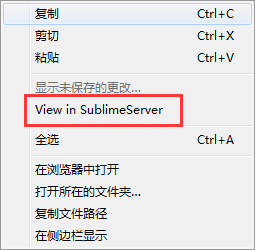 复制 Ctrl+C
剪切 Ctrl+X
粘贴 Ctrl+V
显示未保存的更改...
View in SublimeServer
全选 Ctrl+A
在浏览器中打开
打开所在的文件夹...
复制文件路径
在侧边栏显示